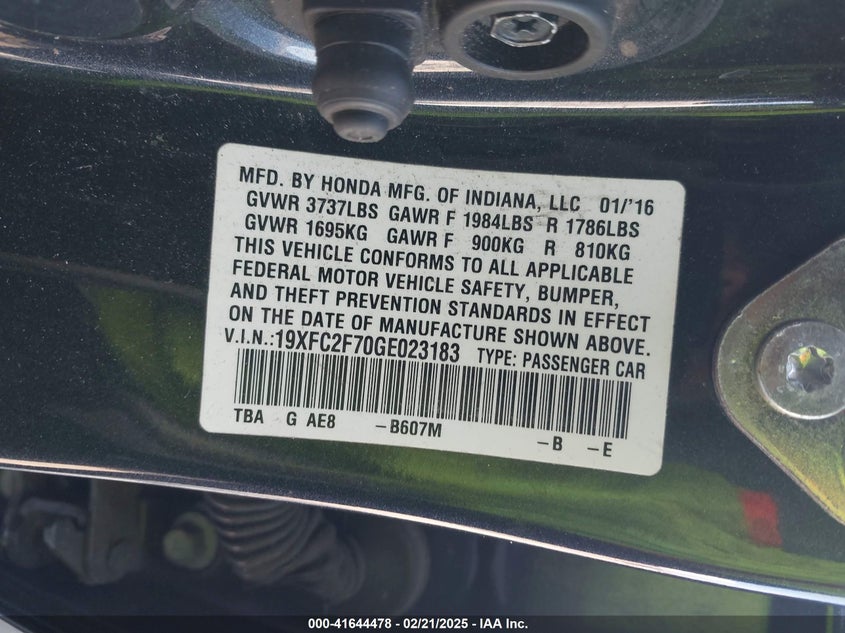 MFD. BY HONDA MFG. OF INDIANA, LLC 01/'16
GVWR 3737LBS GAWR F 1984LBS R 1786LBS
GVWR 1695KG GAWR F 900KG R 810KG
THIS VEHICLE CONFORMS TO ALL APPLICABLE
FEDERAL MOTOR VEHICLE SAFETY, BUMPER,
AND THEFT PREVENTION STANDARDS IN EFFECT
ON THE DATE OF MANUFACTURE SHOWN ABOVE.
V.I.N.:19XFC2F70GE023183 TYPE: PASSENGER CAR
TBA G AE8 –B607M –B –E
000-41644478 - 02/21/2025 - IAA Inc.